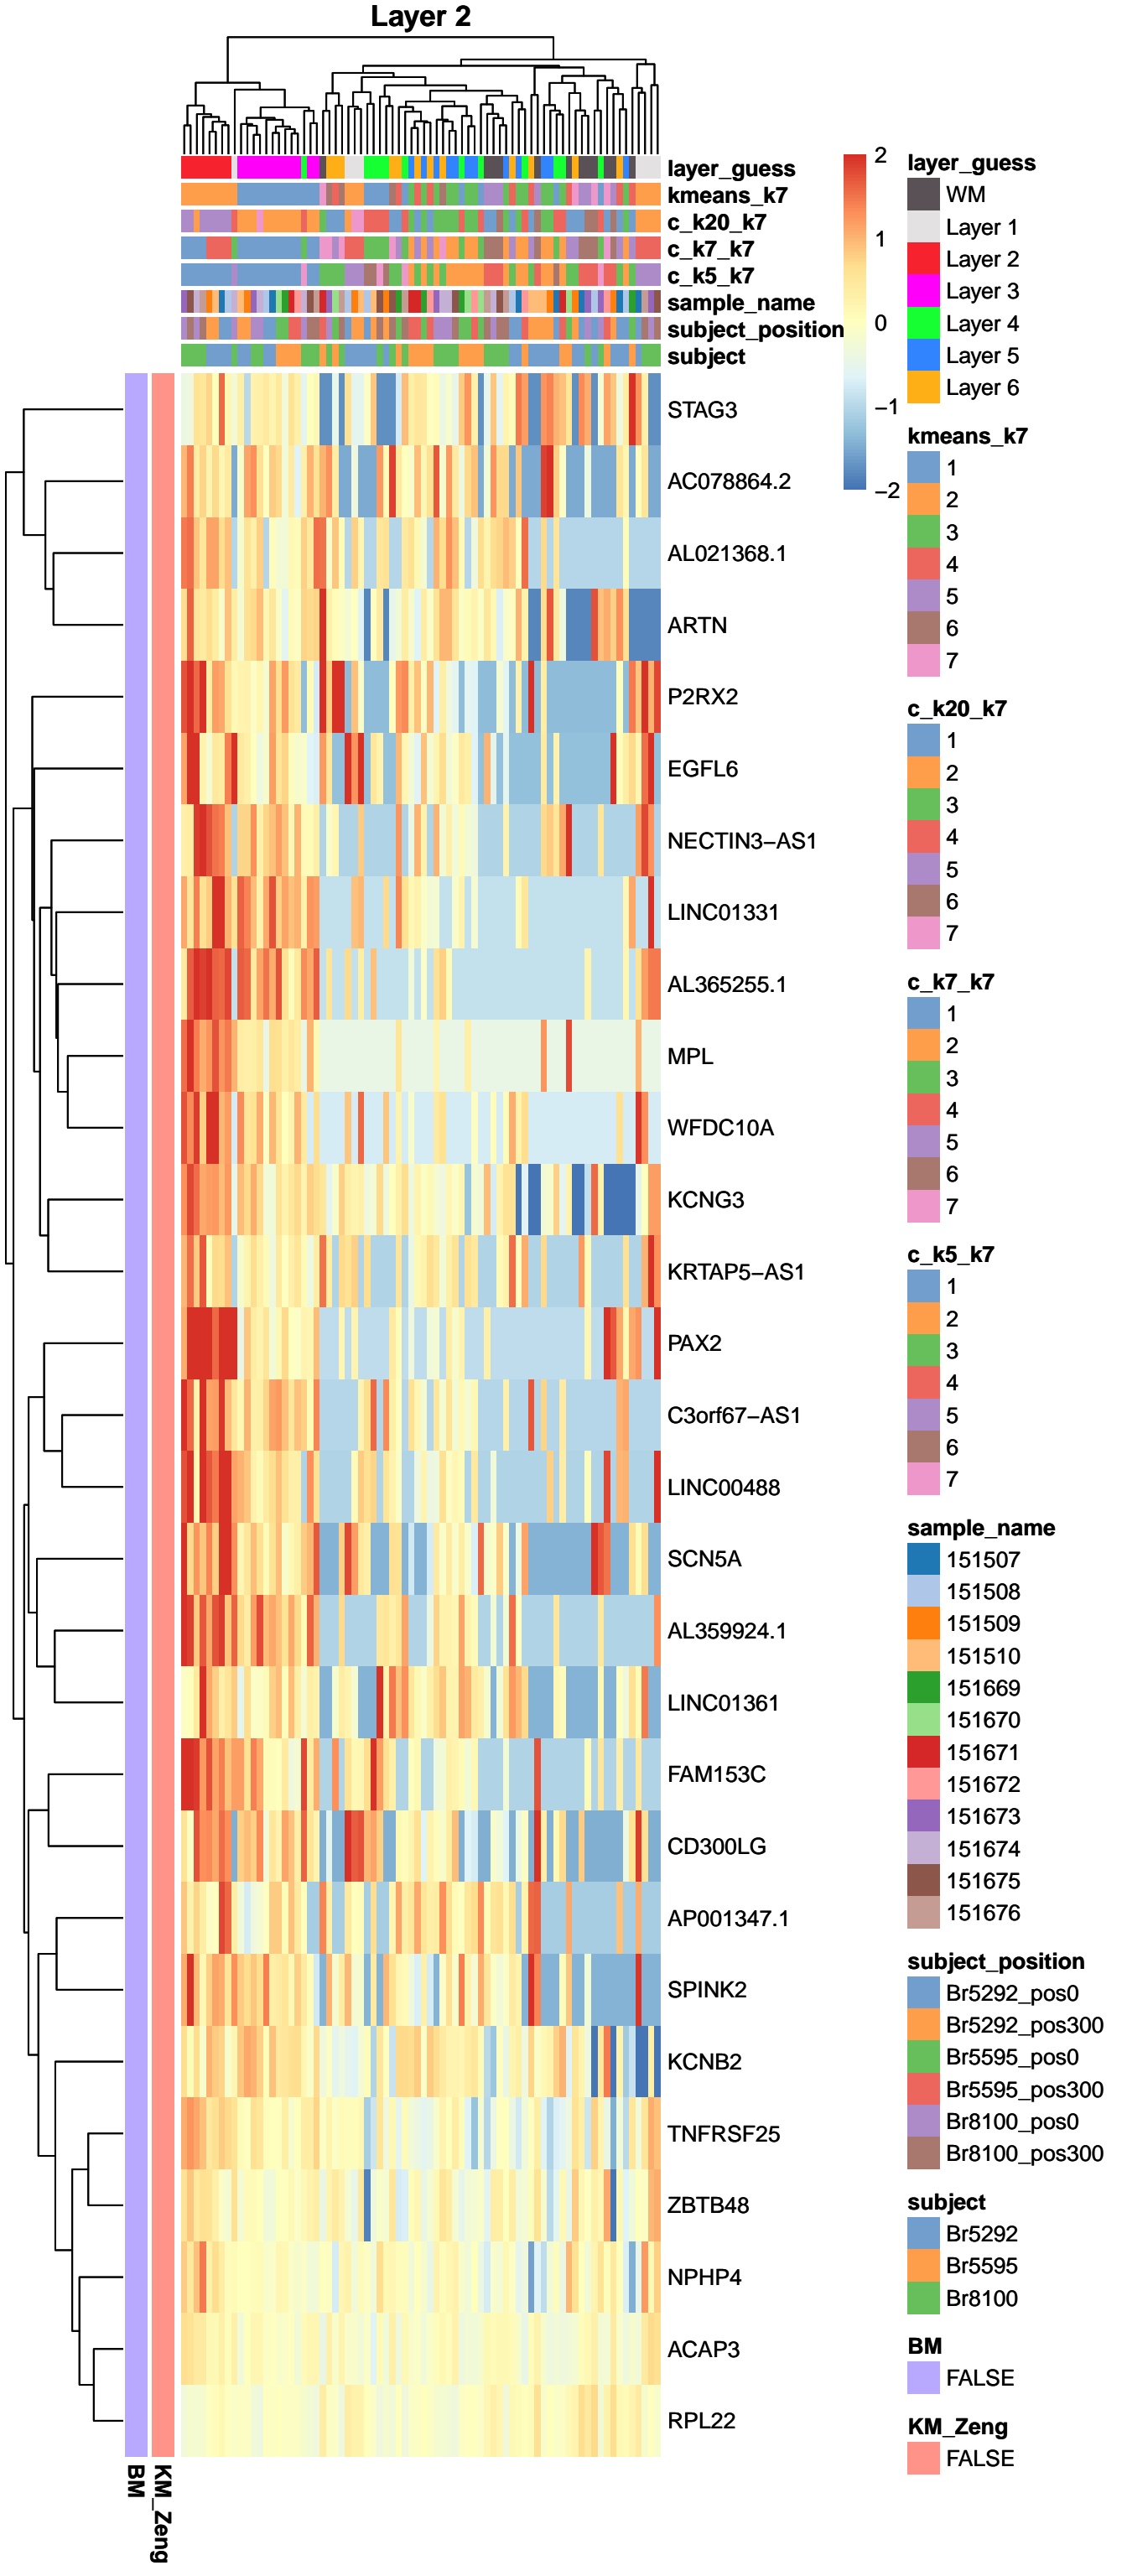 Layer 2
layer_guess
kmeans_k7
c_k20_k7
c_k7_k7
c_k5_k7
sample_name
subject_position
subject
STAG3
AC078864.2
AL021368.1
ARTN
P2RX2
EGFL6
NECTIN3−AS1
LINC01331
AL365255.1
MPL
WFDC10A
KCNG3
KRTAP5−AS1
PAX2
C3orf67−AS1
LINC00488
SCN5A
AL359924.1
LINC01361
FAM153C
CD300LG
AP001347.1
SPINK2
KCNB2
TNFRSF25
ZBTB48
NPHP4
ACAP3
RPL22
BM
KM_Zeng
2
1
0
−1
−2
layer_guess
WM
Layer 1
Layer 2
Layer 3
Layer 4
Layer 5
Layer 6
kmeans_k7
1
2
3
4
5
6
7
c_k20_k7
1
2
3
4
5
6
7
c_k7_k7
1
2
3
4
5
6
7
c_k5_k7
1
2
3
4
5
6
7
sample_name
151507
151508
151509
151510
151669
151670
151671
151672
151673
151674
151675
151676
subject_position
Br5292_pos0
Br5292_pos300
Br5595_pos0
Br5595_pos300
Br8100_pos0
Br8100_pos300
subject
Br5292
Br5595
Br8100
BM
FALSE
KM_Zeng
FALSE